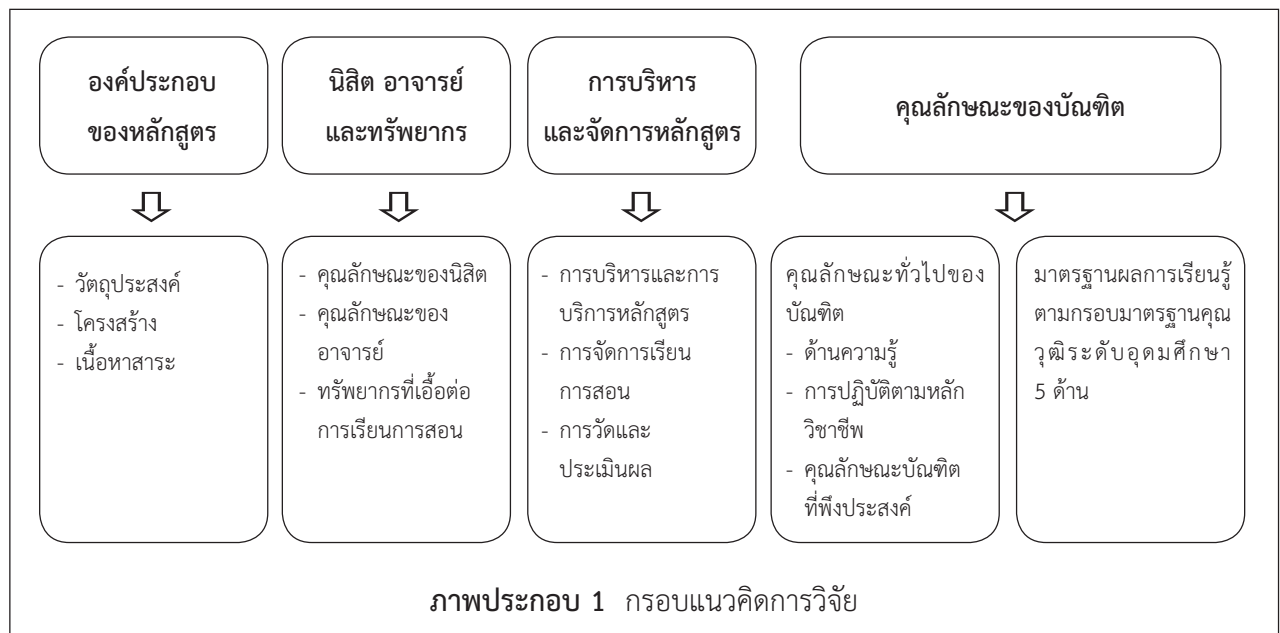 องค์ประกอบ
ของหลักสูตร
นิสิต อาจารย์
และทรัพยากร
การบริหาร
และจัดการหลักสูตร
คุณลักษณะของบัณฑิต
- วัตถุประสงค์
- โครงสร้าง
- เนื้อหาสาระ
- คุณลักษณะของนิสิต
- คุณลักษณะของ
อาจารย์
- ทรัพยากรที่เอื้อต่อ
การเรียนการสอน
- การบริหารและการ
บริการหลักสูตร
- การจัดการเรียน
การสอน
- การวัดและ
ประเมินผล
คุณลักษณะทั่วไปของ
บัณฑิต
- ด้านความรู้
- การปฏิบัติตามหลัก
วิชาชีพ
- คุณลักษณะบัณฑิต
ที่พึงประสงค์
มาตรฐานผลการเรียนรู้
ตามกรอบมาตรฐานคุณ
วุฒิระดับอุดมศึกษา
5 ด้าน
ภาพประกอบ 1 กรอบแนวคิดการวิจัย